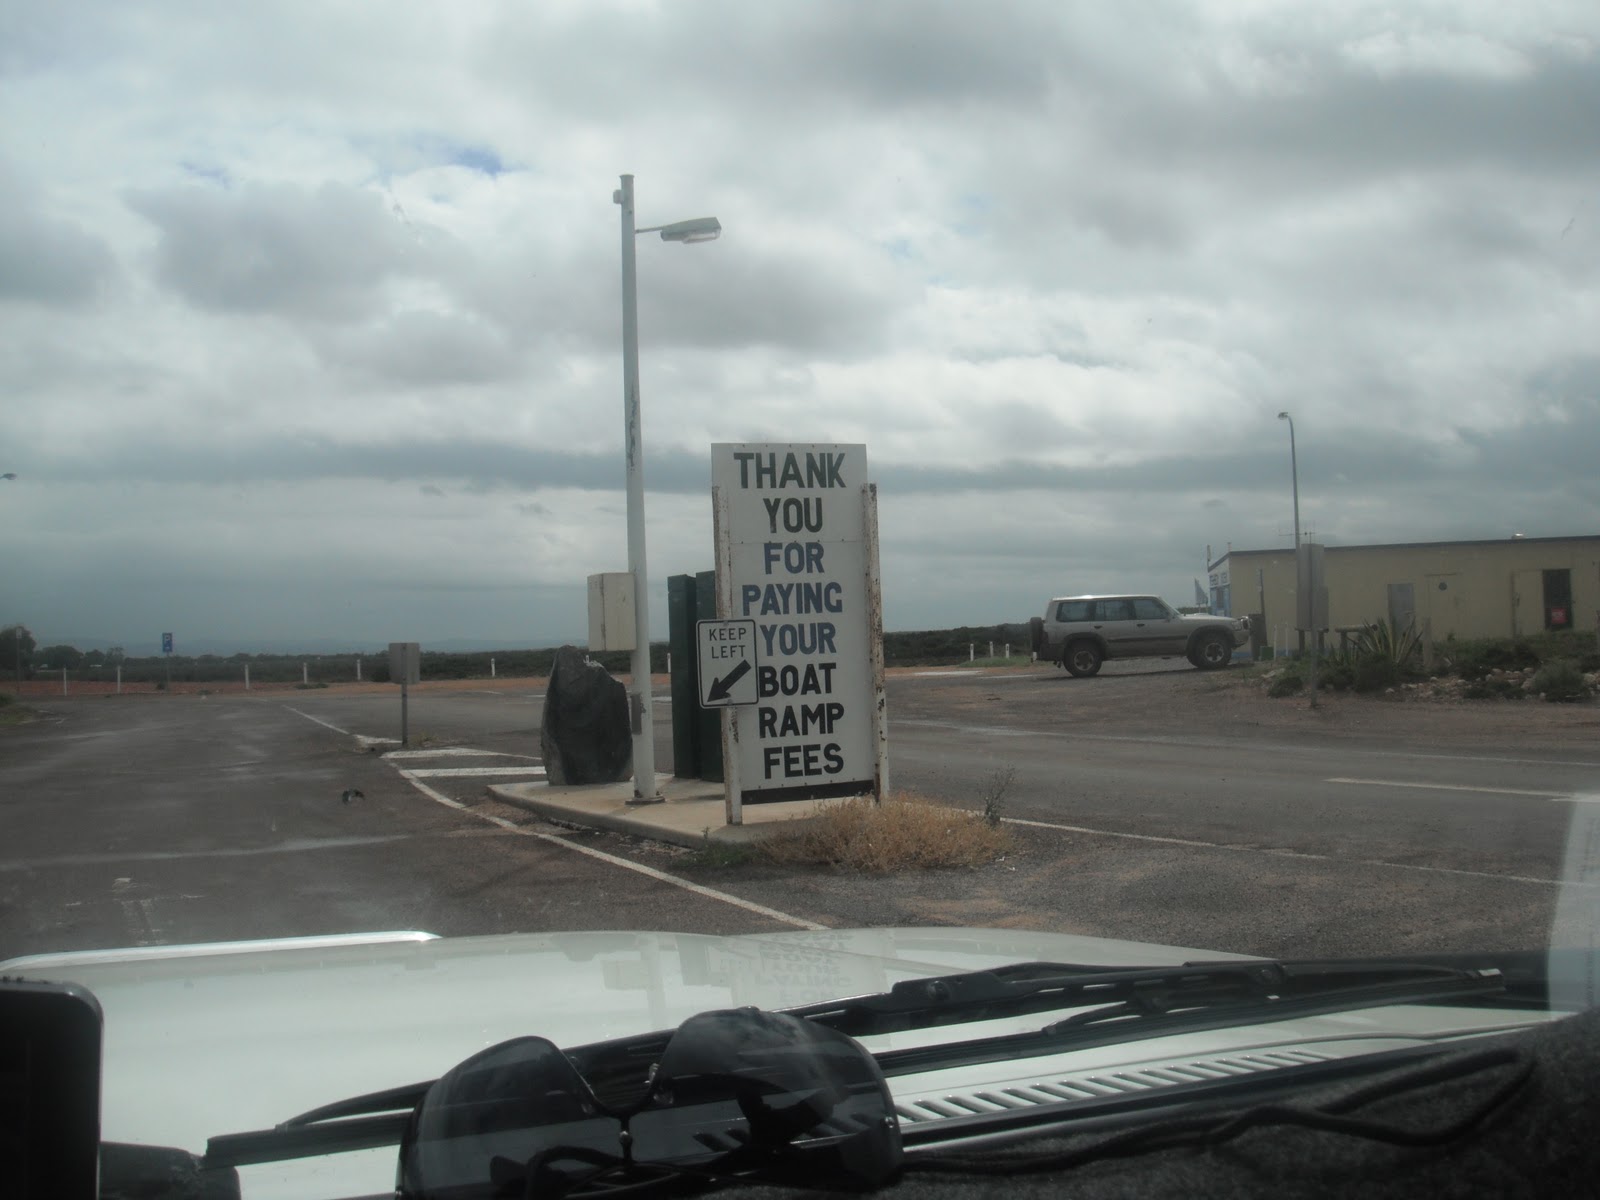 THANK
YOU
FOR
PAYING
YOUR
BOAT
RAMP
FEES
KEEP
LEFT
P